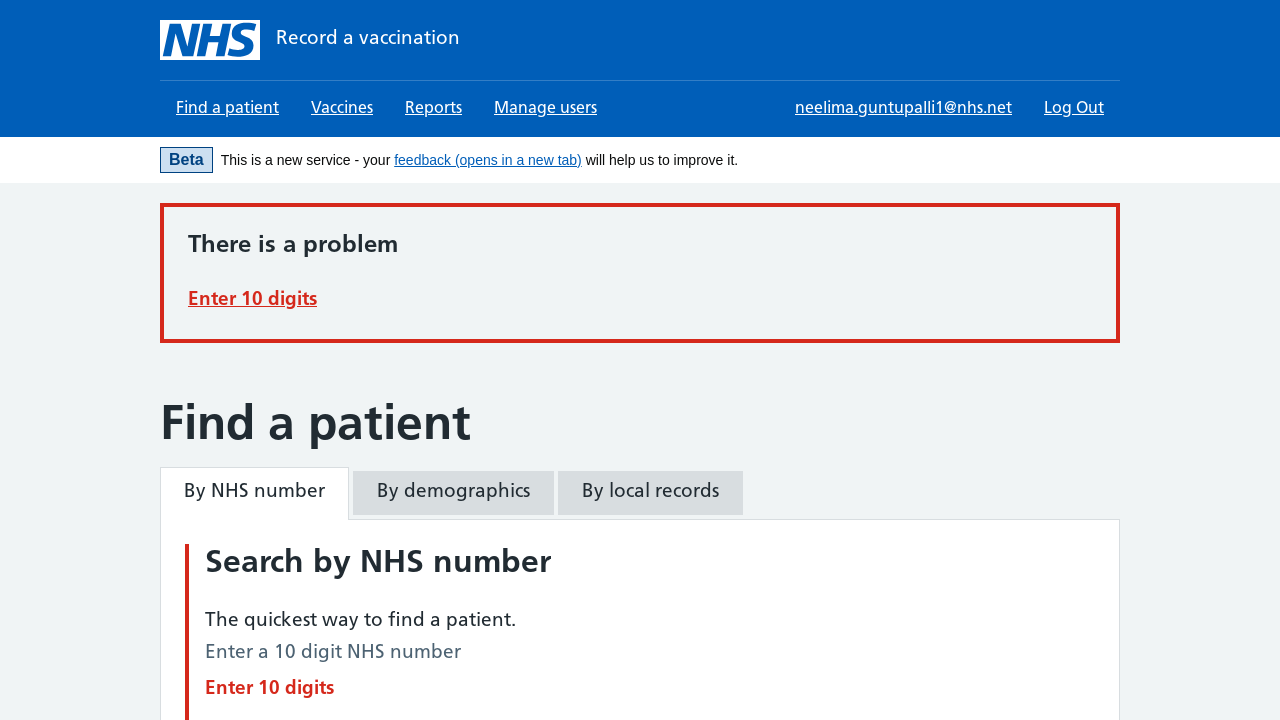 NHS Record a vaccination
Find a patient Vaccines Reports Manage users neelima.guntupalli1@nhs.net Log Out
Beta This is a new service - your feedback (opens in a new tab) will help us to improve it.
There is a problem
Enter 10 digits
Find a patient
By NHS number By demographics By local records
Search by NHS number
The quickest way to find a patient.
Enter a 10 digit NHS number
Enter 10 digits